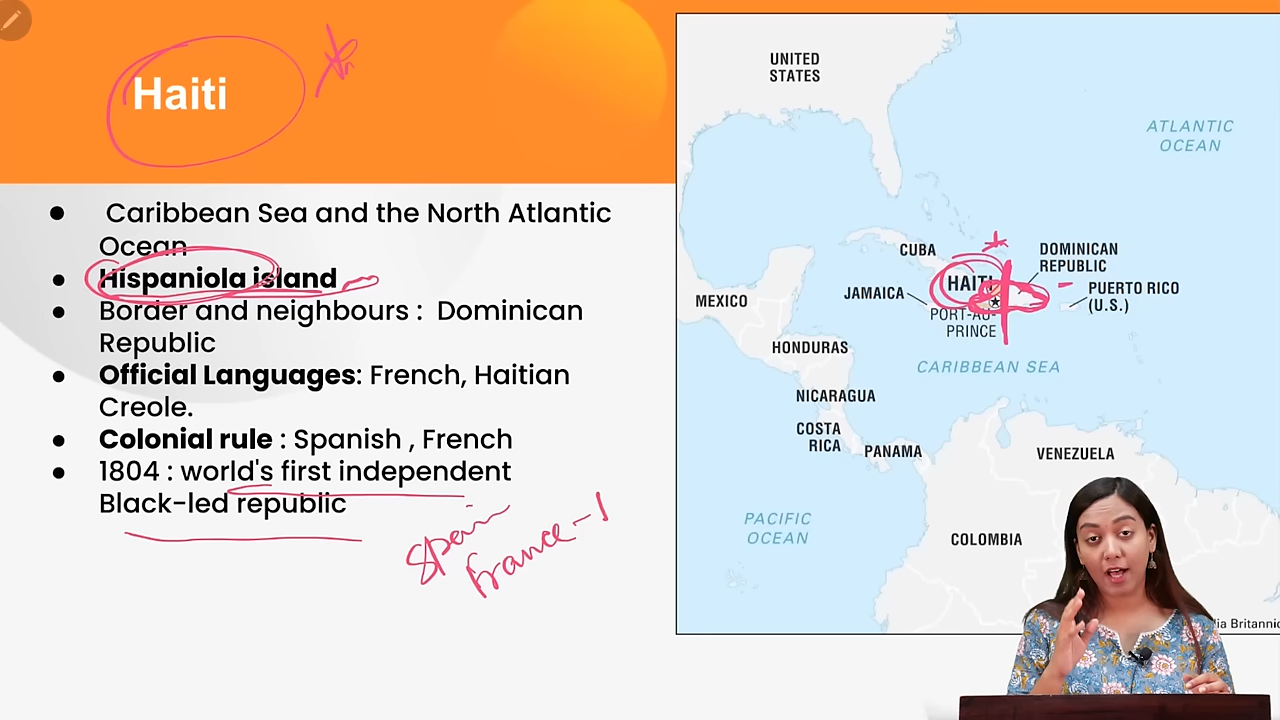 Haiti
Caribbean Sea and the North Atlantic
Ocean
Hispaniola island
Border and neighbours : Dominican
Republic
Official Languages: French, Haitian
Creole.
Colonial rule : Spanish , French
1804 : world's first independent
Black-led republic
Spain
France-1
UNITED
STATES
ATLANTIC
OCEAN
CUBA
DOMINICAN
REPUBLIC
HAITI
MEXICO
JAMAICA
PUERTO RICO
(U.S.)
PORT-AU-
PRINCE
HONDURAS
CARIBBEAN SEA
NICARAGUA
COSTA
RICA
PANAMA
VENEZUELA
PACIFIC
OCEAN
COLOMBIA